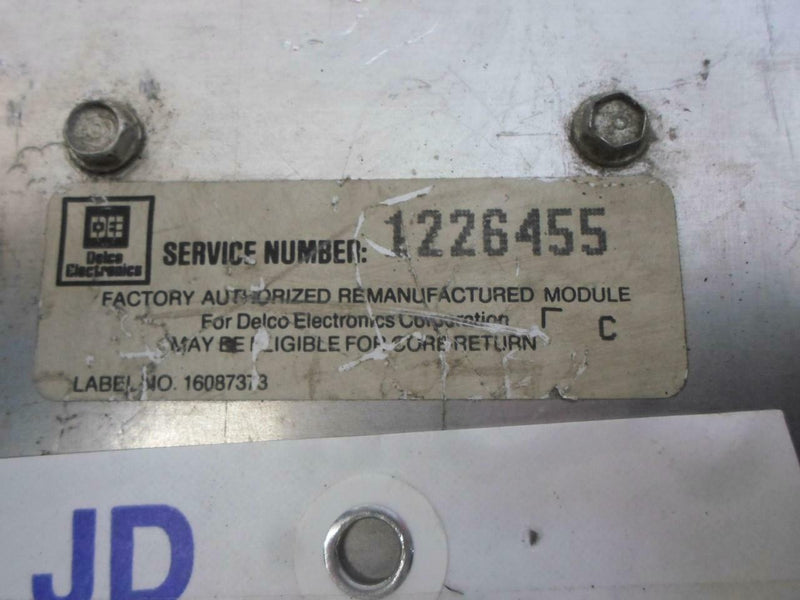 DE
Delco
Electronics
SERVICE NUMBER: 1226455
FACTORY AUTHORIZED REMANUFACTURED MODULE
For Delco Electronics Corporation
C
MAY BE ELIGIBLE FOR CORE RETURN
LABEL NO. 16087373
JD